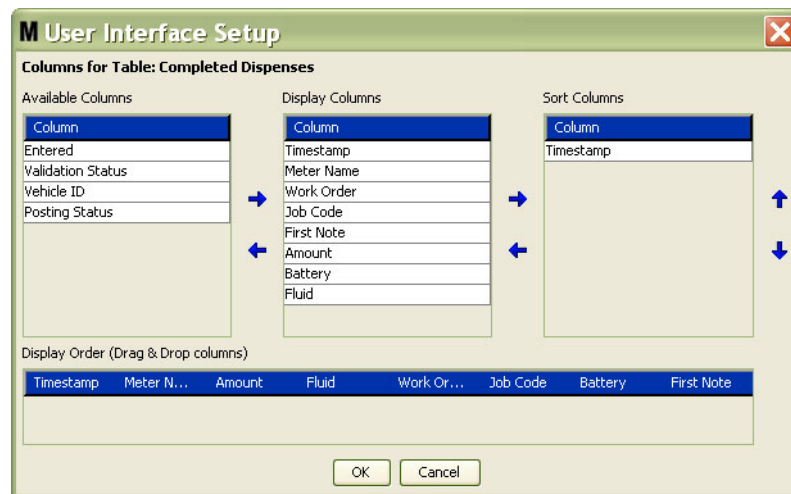 M User Interface Setup
Columns for Table: Completed Dispenses
Available Columns
Display Columns
Sort Columns
Column
Column
Column
Entered
Timestamp
Timestamp
Validation Status
Meter Name
Vehicle ID
Work Order
Posting Status
Job Code
First Note
Amount
Battery
Fluid
Display Order (Drag & Drop columns)
Timestamp Meter N... Amount Fluid Work Or... Job Code Battery First Note
OK Cancel